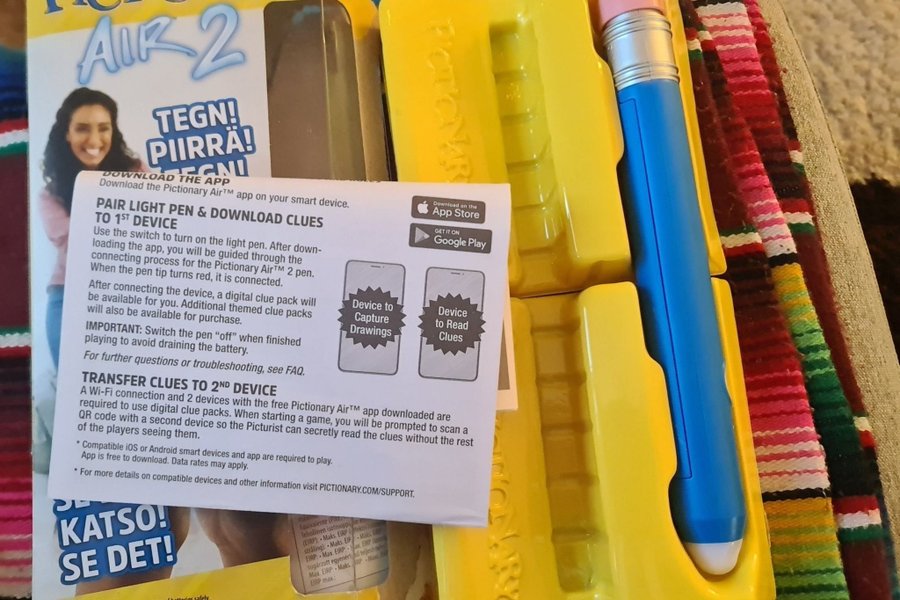 AIR 2
TEGN!
PIIRRÄ!
DOWNLOAD THE APP
Download the Pictionary Air™ app on your smart device.
PAIR LIGHT PEN & DOWNLOAD CLUES
TO 1ST DEVICE
Use the switch to turn on the light pen. After down-
loading the app, you will be guided through the
connecting process for the Pictionary Air™ 2 pen.
When the pen tip turns red, it is connected.
After connecting the device, a digital clue pack will
be available for you. Additional themed clue packs
will also be available for purchase.
IMPORTANT: Switch the pen "off" when finished
playing to avoid draining the battery.
For further questions or troubleshooting, see FAQ.
Download on the
App Store
GET IT ON
Google Play
Device to
Capture
Drawings
Device
to Read
Clues
TRANSFER CLUES TO 2ND DEVICE
A Wi-Fi connection and 2 devices with the free Pictionary Air™ app downloaded are
required to use digital clue packs. When starting a game, you will be prompted to scan a
QR code with a second device so the Picturist can secretly read the clues without the rest
of the players seeing them.
* Compatible iOS or Android smart devices and app are required to play.
App is free to download. Data rates may apply.
* For more details on compatible devices and other information visit PICTIONARY.COM/SUPPORT.
KATSO!
SE DET!